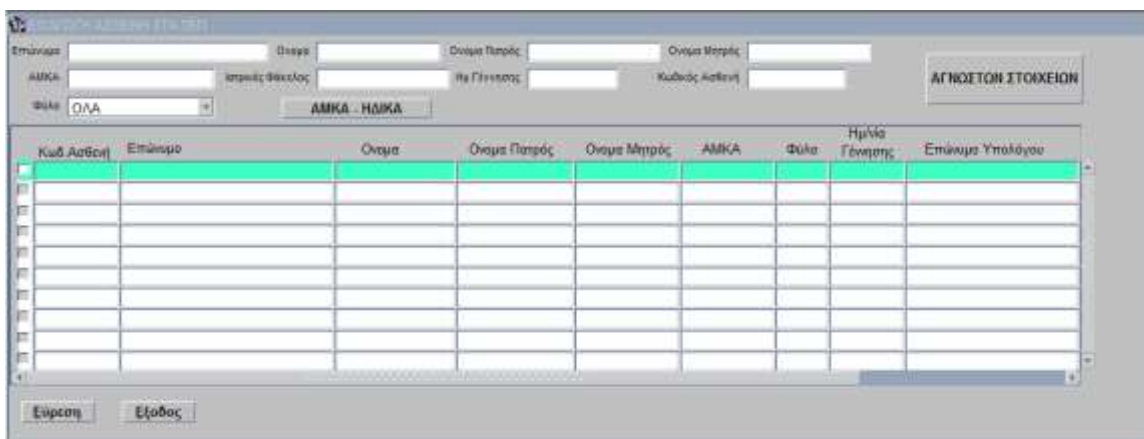 Επώνυμο Όνομα Όνομα Πατρός Όνομα Μητρός
ΑΜΚΑ Ιατρικός Φάκελος Ημ Γέννησης Κωδικός Ασθενή
ΑΓΝΩΣΤΩΝ ΣΤΟΙΧΕΙΩΝ
Φύλο ΟΛΑ ΑΜΚΑ - ΗΔΙΚΑ
Κωδ Ασθενή Επώνυμο Όνομα Όνομα Πατρός Όνομα Μητρός ΑΜΚΑ Φύλο Ημ/νία Γέννησης Επώνυμο Υπολόγου
Εύρεση Εξοδος